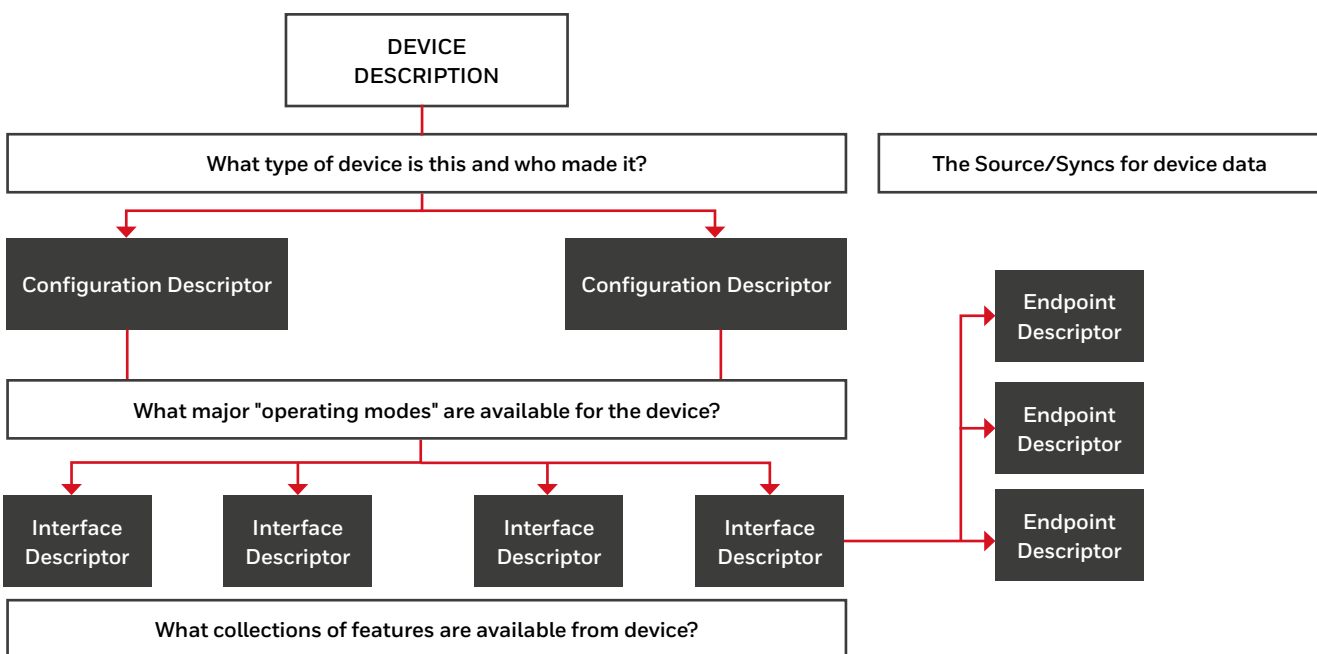 DEVICE
DESCRIPTION
What type of device is this and who made it?
The Source/Syncs for device data
Configuration Descriptor
Configuration Descriptor
Endpoint
Descriptor
What major "operating modes" are available for the device?
Endpoint
Descriptor
Interface
Descriptor
Interface
Descriptor
Interface
Descriptor
Interface
Descriptor
Endpoint
Descriptor
What collections of features are available from device?